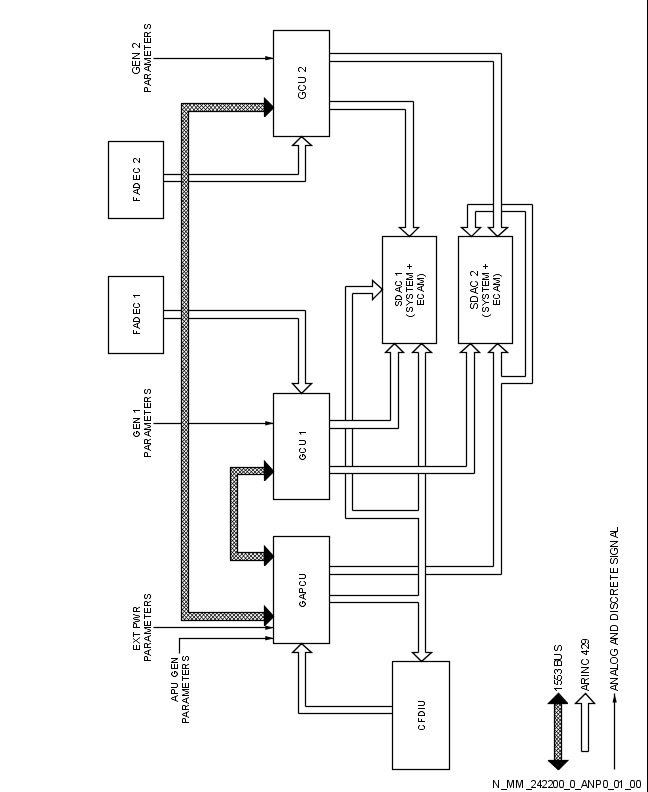 GEN 2
PARAMETERS
GCU 2
FADEC 2
FADEC 1
SDAC 1
(SYSTEM +
ECAM)
SDAC 2
(SYSTEM +
ECAM)
GEN 1
PARAMETERS
GCU 1
GAPCU
EXT PWR
PARAMETERS
APU GEN
PARAMETERS
CFDIU
1553 BUS
ARINC 429
ANALOG AND DISCRETE SIGNAL
N_MM_242200_0_ANP0_01_00